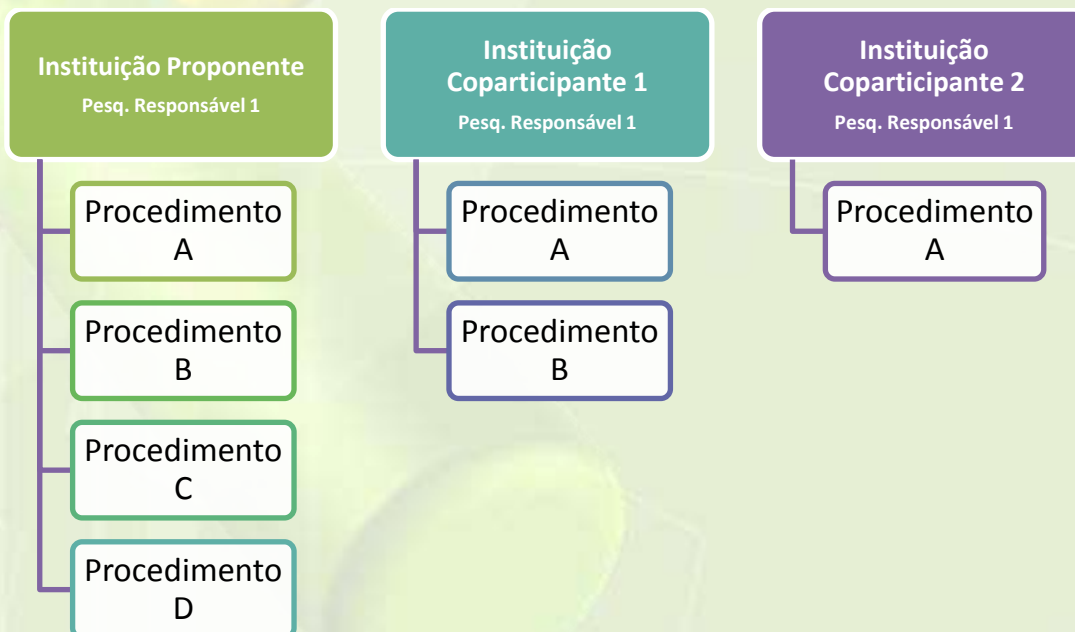 Instituição Proponente
Pesq. Responsável 1
Procedimento
A
Procedimento
B
Procedimento
C
Procedimento
D
Instituição
Coparticipante 1
Pesq. Responsável 1
Procedimento
A
Procedimento
B
Instituição
Coparticipante 2
Pesq. Responsável 1
Procedimento
A